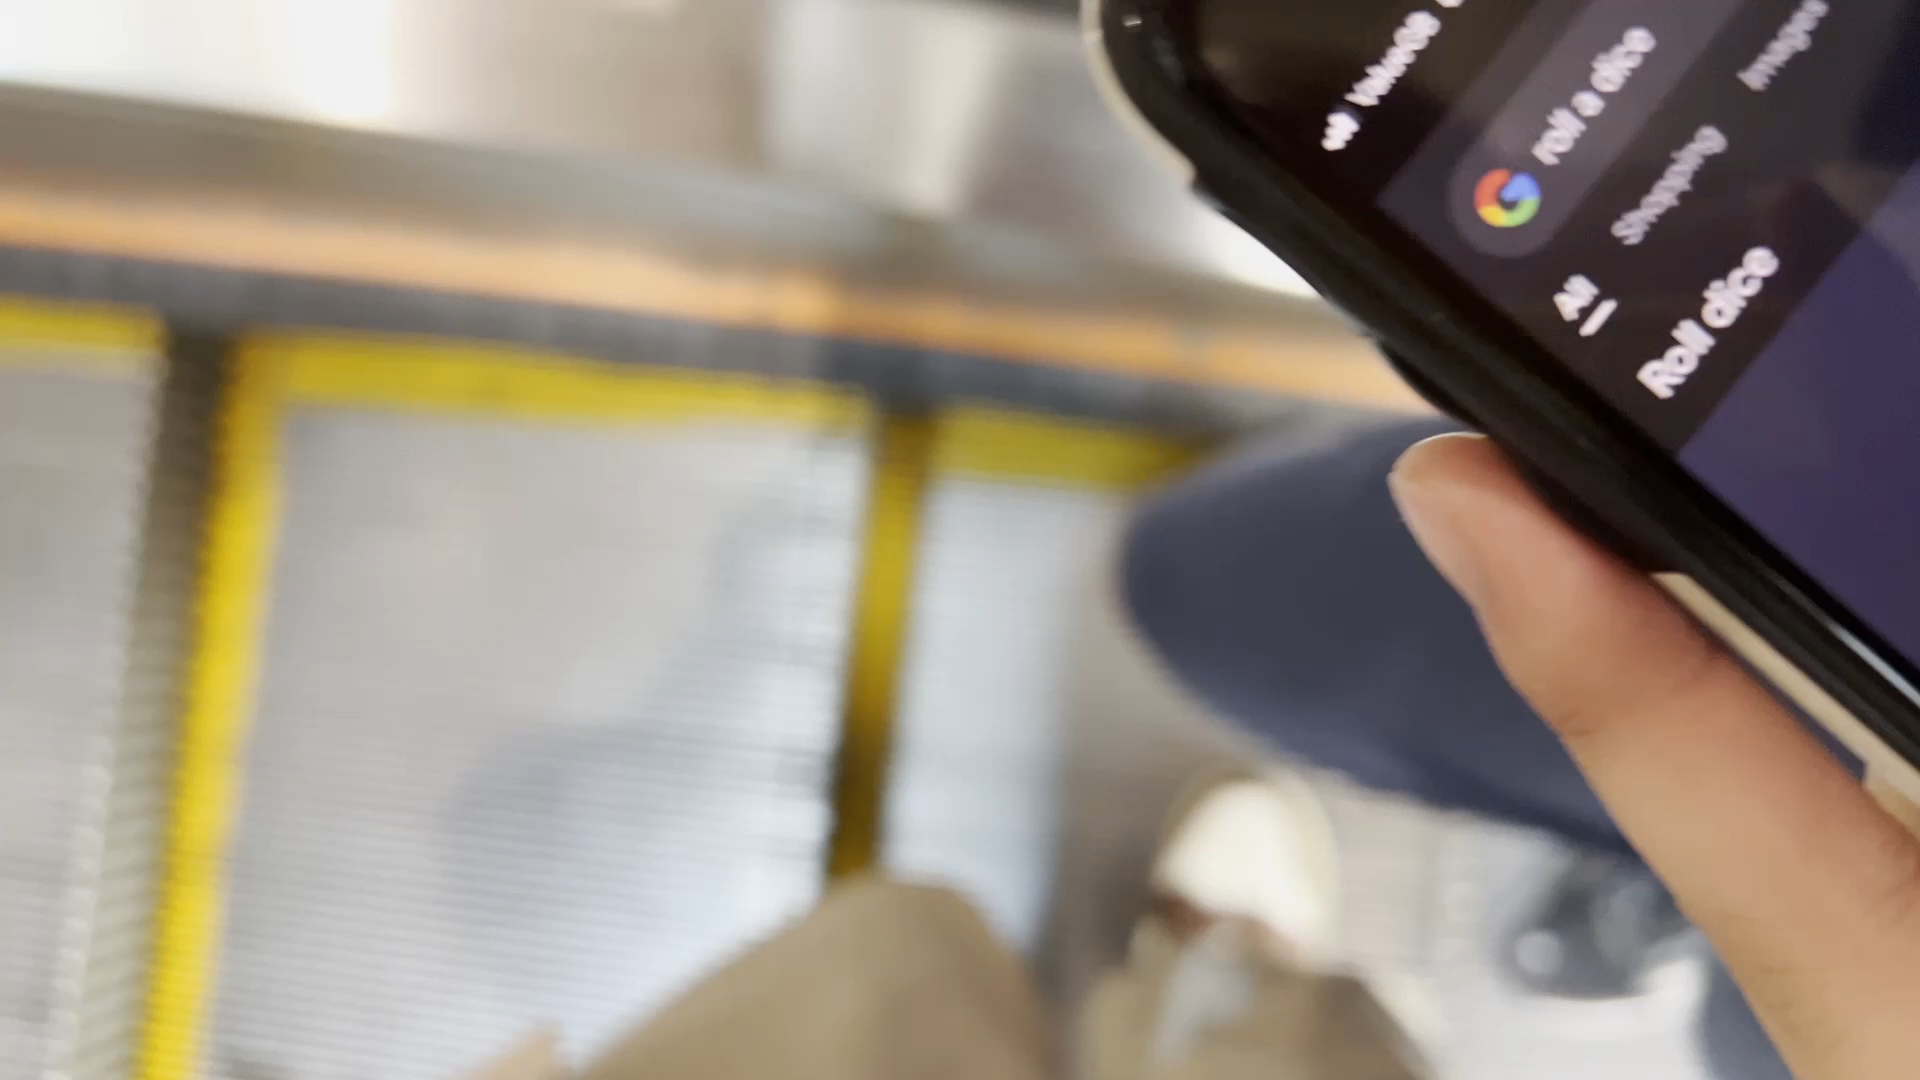 roll a dice
All Shopping Images
Roll dice